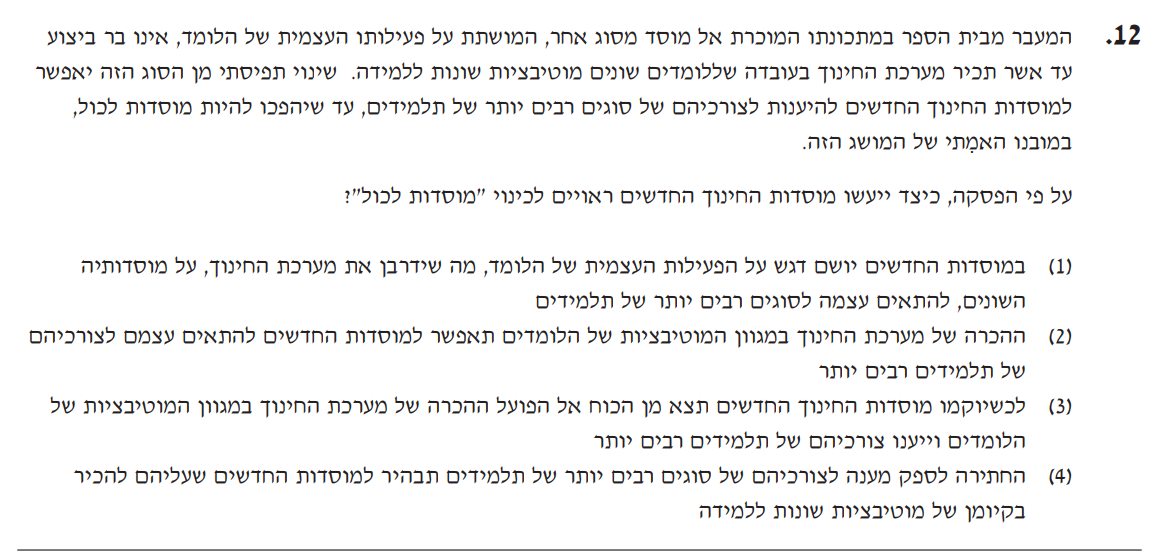 12. המעבר מבית הספר במתכונתו המוכרת אל מוסד מסוג אחר, המושתת על פעילותו העצמית של הלומד, אינו בר ביצוע
עד אשר תכיר מערכת החינוך בעובדה שללומדים שונים מוטיבציות שונות ללמידה. שינוי תפיסתי מן הסוג הזה יאפשר
למוסדות החינוך החדשים להיענות לצורכיהם של סוגים רבים יותר של תלמידים, עד שיהפכו להיות מוסדות לכול,
במובנו האמִתי של המושג הזה.
על פי הפסקה, כיצד ייעשו מוסדות החינוך החדשים ראויים לכינוי "מוסדות לכול"?
(1) במוסדות החדשים יושם דגש על הפעילות העצמית של הלומד, מה שידרבן את מערכת החינוך, על מוסדותיה
השונים, להתאים עצמה לסוגים רבים יותר של תלמידים
(2) ההכרה של מערכת החינוך במגוון המוטיבציות של הלומדים תאפשר למוסדות החדשים להתאים עצמם לצורכיהם
של תלמידים רבים יותר
(3) לכשיוקמו מוסדות החינוך החדשים תצא מן הכוח אל הפועל ההכרה של מערכת החינוך במגוון המוטיבציות של
הלומדים וייענו צורכיהם של תלמידים רבים יותר
(4) החתירה לספק מענה לצורכיהם של סוגים רבים יותר של תלמידים תבהיר למוסדות החדשים שעליהם להכיר
בקיומן של מוטיבציות שונות ללמידה